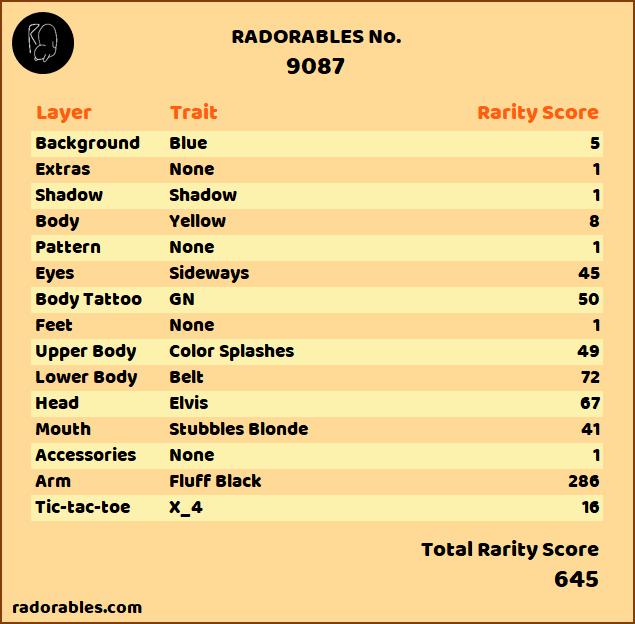 RADORABLES No.
9087
Layer Trait Rarity Score
Background Blue 5
Extras None 1
Shadow Shadow 1
Body Yellow 8
Pattern None 1
Eyes Sideways 45
Body Tattoo GN 50
Feet None 1
Upper Body Color Splashes 49
Lower Body Belt 72
Head Elvis 67
Mouth Stubbles Blonde 41
Accessories None 1
Arm Fluff Black 286
Tic-tac-toe X_4 16
Total Rarity Score
645
radorables.com